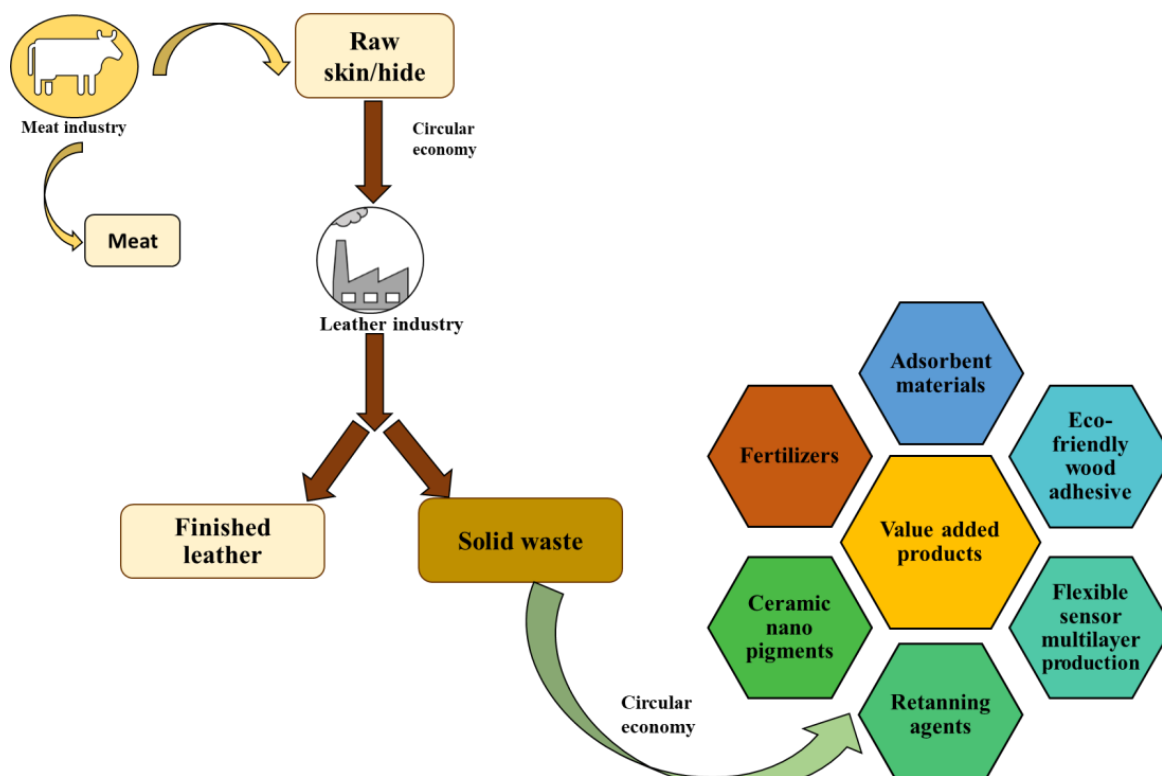 Raw
skin/hide
Meat industry
Circular
economy
Meat
Leather industry
Finished
leather
Solid waste
Circular
economy
Adsorbent
materials
Fertilizers
Eco-
friendly
wood
adhesive
Value added
products
Ceramic
nano
pigments
Flexible
sensor
multilayer
production
Retanning
agents